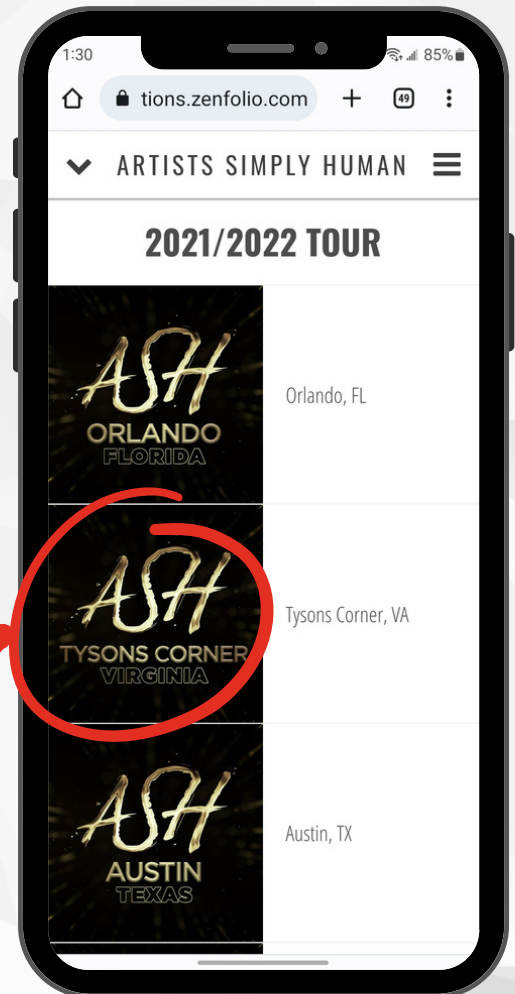 1:30
85%
tions.zenfolio.com
49
ARTISTS SIMPLY HUMAN
2021/2022 TOUR
ASH
ORLANDO
FLORIDA
Orlando, FL
ASH
TYSONS CORNER
VIRGINIA
Tysons Corner, VA
ASH
AUSTIN
TEXAS
Austin, TX